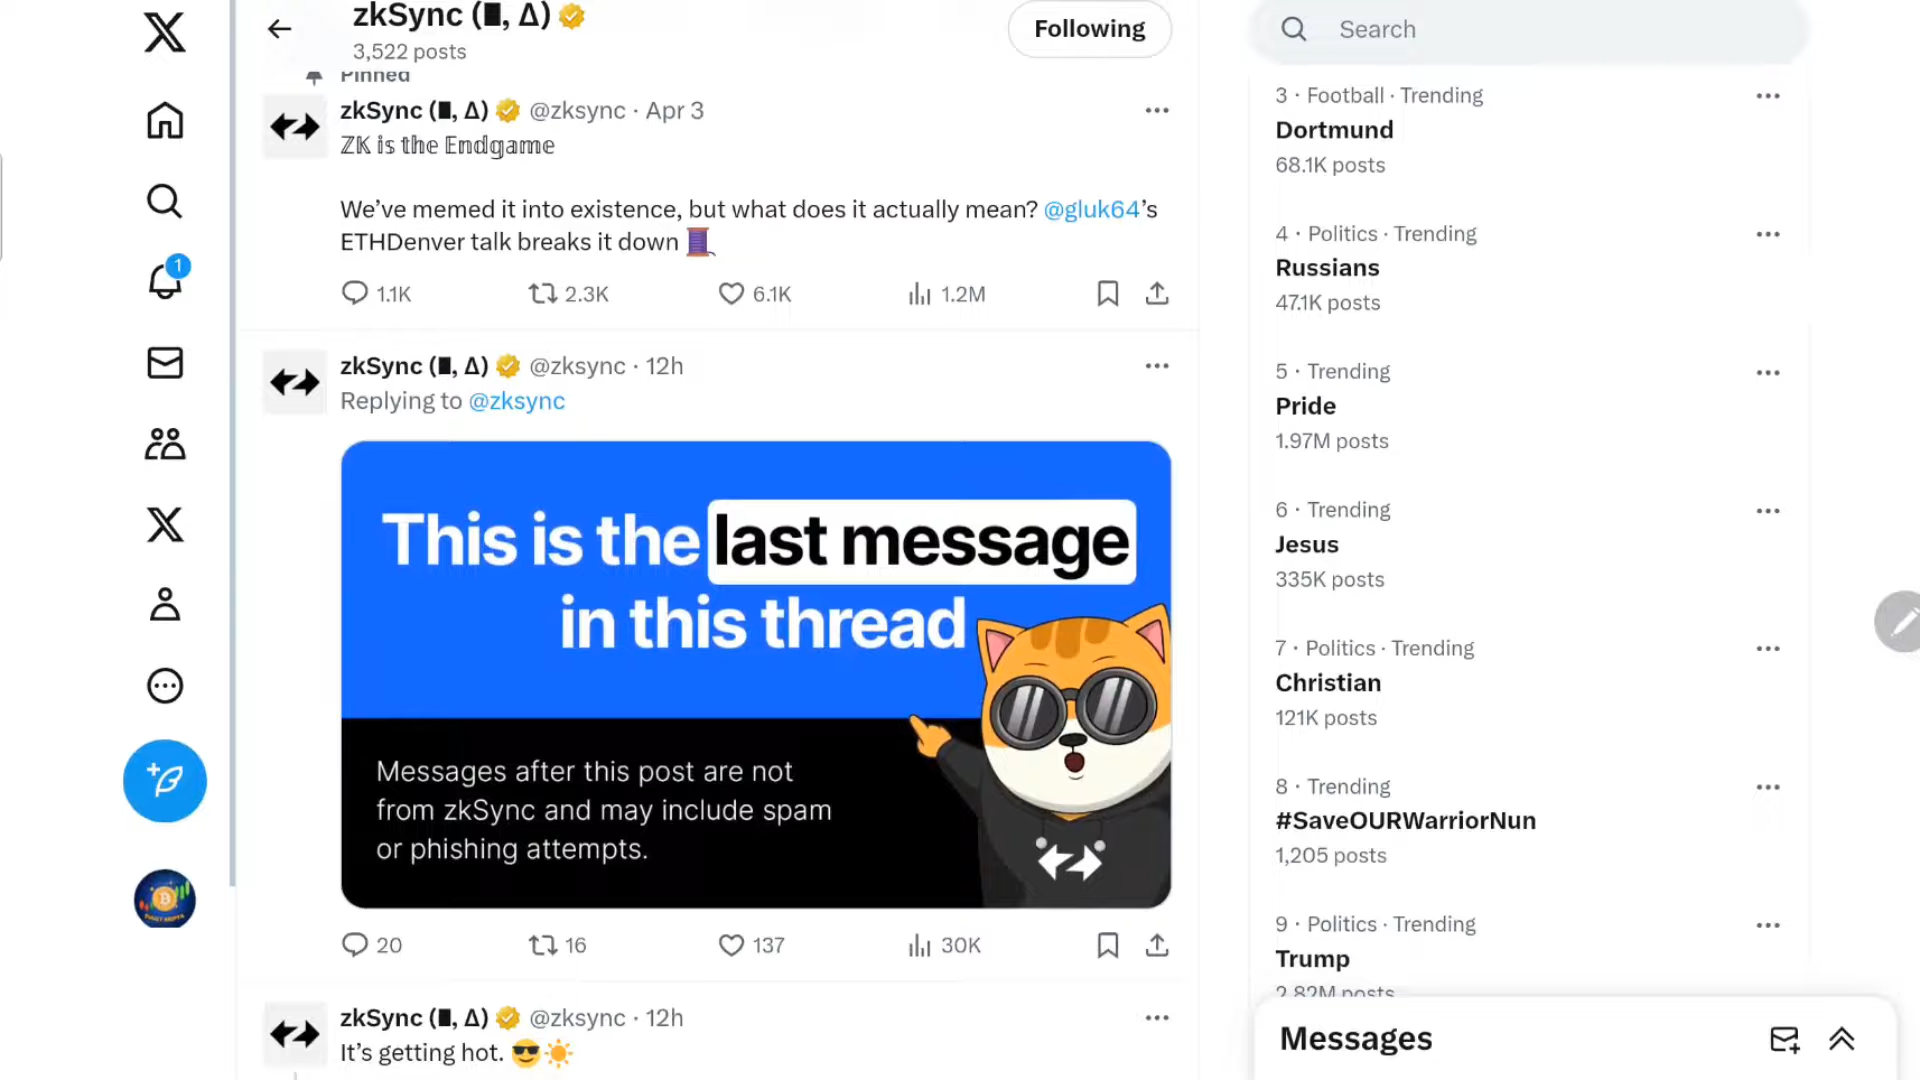 zkSync (∎, ∆)
3,522 posts
Following
Pinned
zkSync (∎, ∆) @zksync · Apr 3
ℤ𝕂 𝕚𝕤 𝕥𝕙𝕖 𝔼𝕟𝕕𝕘𝕒𝕞𝕖
We’ve memed it into existence, but what does it actually mean? @gluk64’s
ETHDenver talk breaks it down 🧵
1.1K 2.3K 6.1K 1.2M
zkSync (∎, ∆) @zksync · 12h
Replying to @zksync
This is the last message
in this thread
Messages after this post are not
from zkSync and may include spam
or phishing attempts.
20 16 137 30K
zkSync (∎, ∆) @zksync · 12h
It’s getting hot. 😎☀️
1
Search
3 · Football · Trending
Dortmund
68.1K posts
4 · Politics · Trending
Russians
47.1K posts
5 · Trending
Pride
1.97M posts
6 · Trending
Jesus
335K posts
7 · Politics · Trending
Christian
121K posts
8 · Trending
#SaveOURWarriorNun
1,205 posts
9 · Politics · Trending
Trump
2.82M posts
Messages